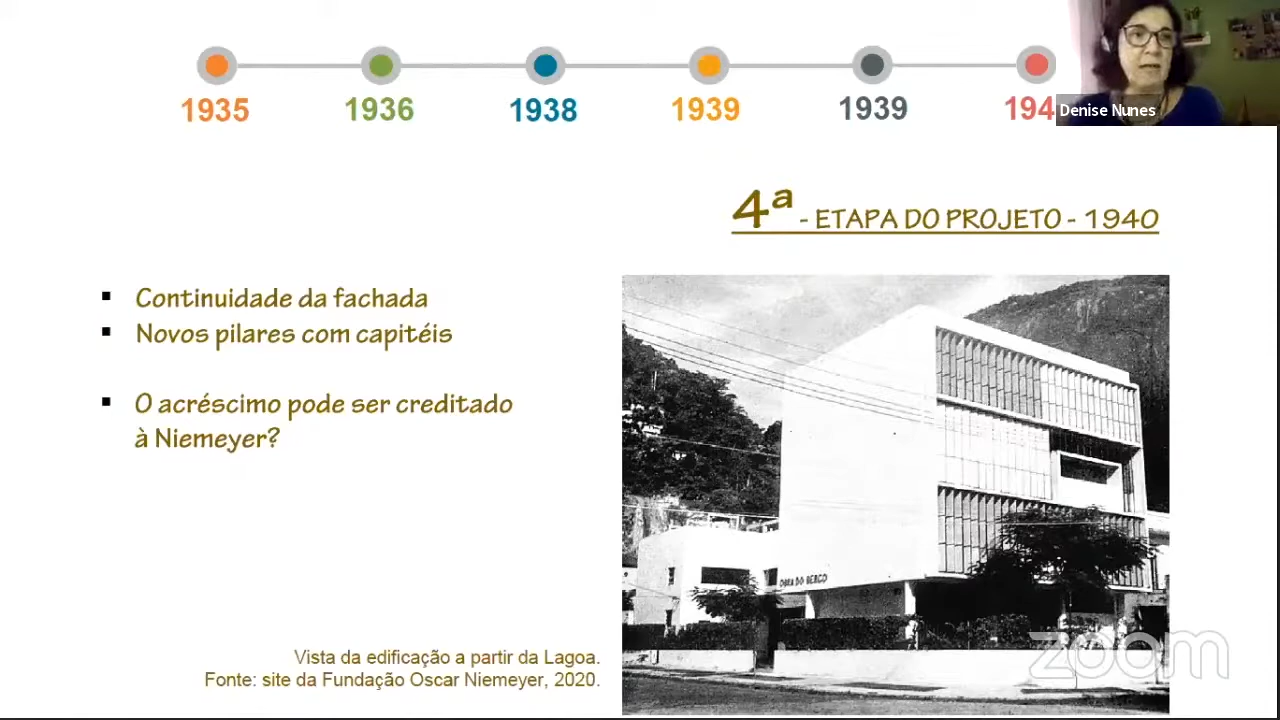 1935
1936
1938
1939
1939
194
Denise Nunes
4ª - ETAPA DO PROJETO - 1940
▪ Continuidade da fachada
▪ Novos pilares com capitéis
▪ O acréscimo pode ser creditado
à Niemeyer?
OBRA DO BERÇO
Vista da edificação a partir da Lagoa.
Fonte: site da Fundação Oscar Niemeyer, 2020.
zoom